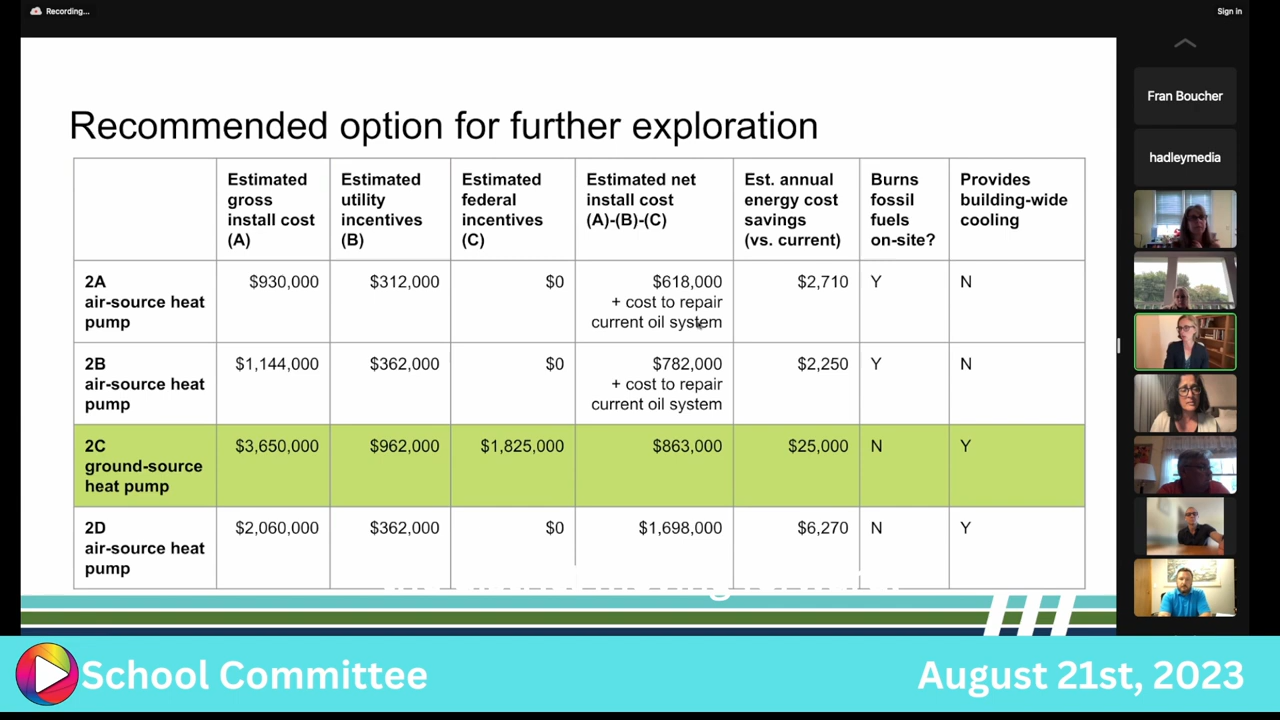 Recording...
Sign in
Fran Boucher
hadleymedia
Recommended option for further exploration
Estimated gross install cost (A)
Estimated utility incentives (B)
Estimated federal incentives (C)
Estimated net install cost (A)-(B)-(C)
Est. annual energy cost savings (vs. current)
Burns fossil fuels on-site?
Provides building-wide cooling
2A air-source heat pump
$930,000
$312,000
$0
$618,000
+ cost to repair
current oil system
$2,710
Y
N
2B air-source heat pump
$1,144,000
$362,000
$0
$782,000
+ cost to repair
current oil system
$2,250
Y
N
2C ground-source heat pump
$3,650,000
$962,000
$1,825,000
$863,000
$25,000
N
Y
2D air-source heat pump
$2,060,000
$362,000
$0
$1,698,000
$6,270
N
Y
School Committee
August 21st, 2023